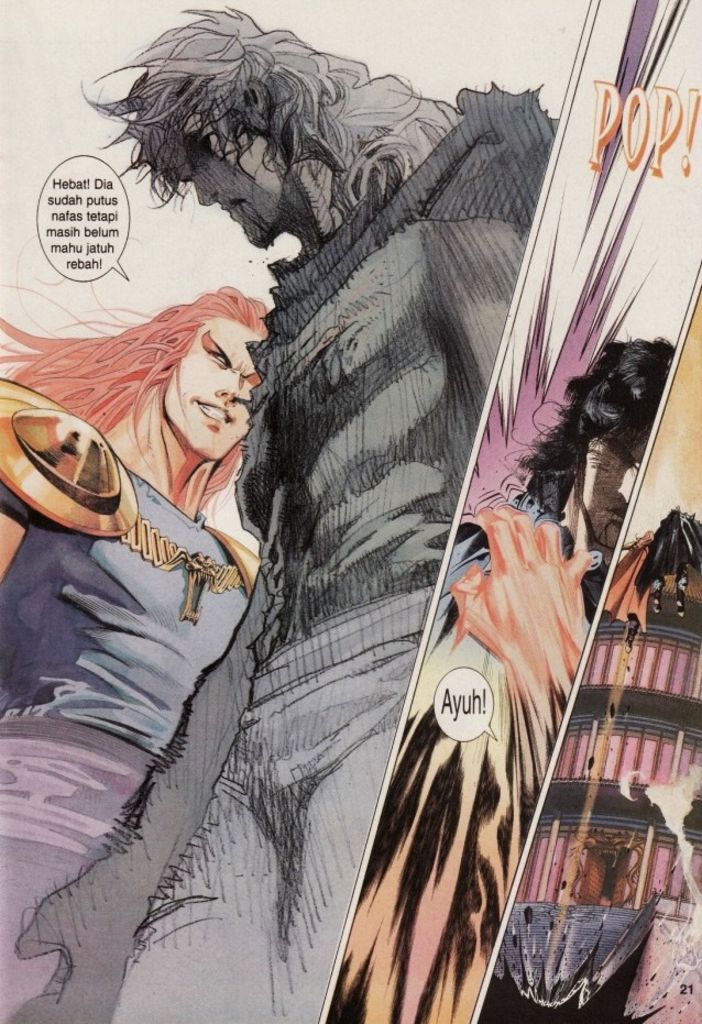 Hebat! Dia
sudah putus
nafas tetapi
masih belum
mahu jatuh
rebah!
POP!
Ayuh!
21